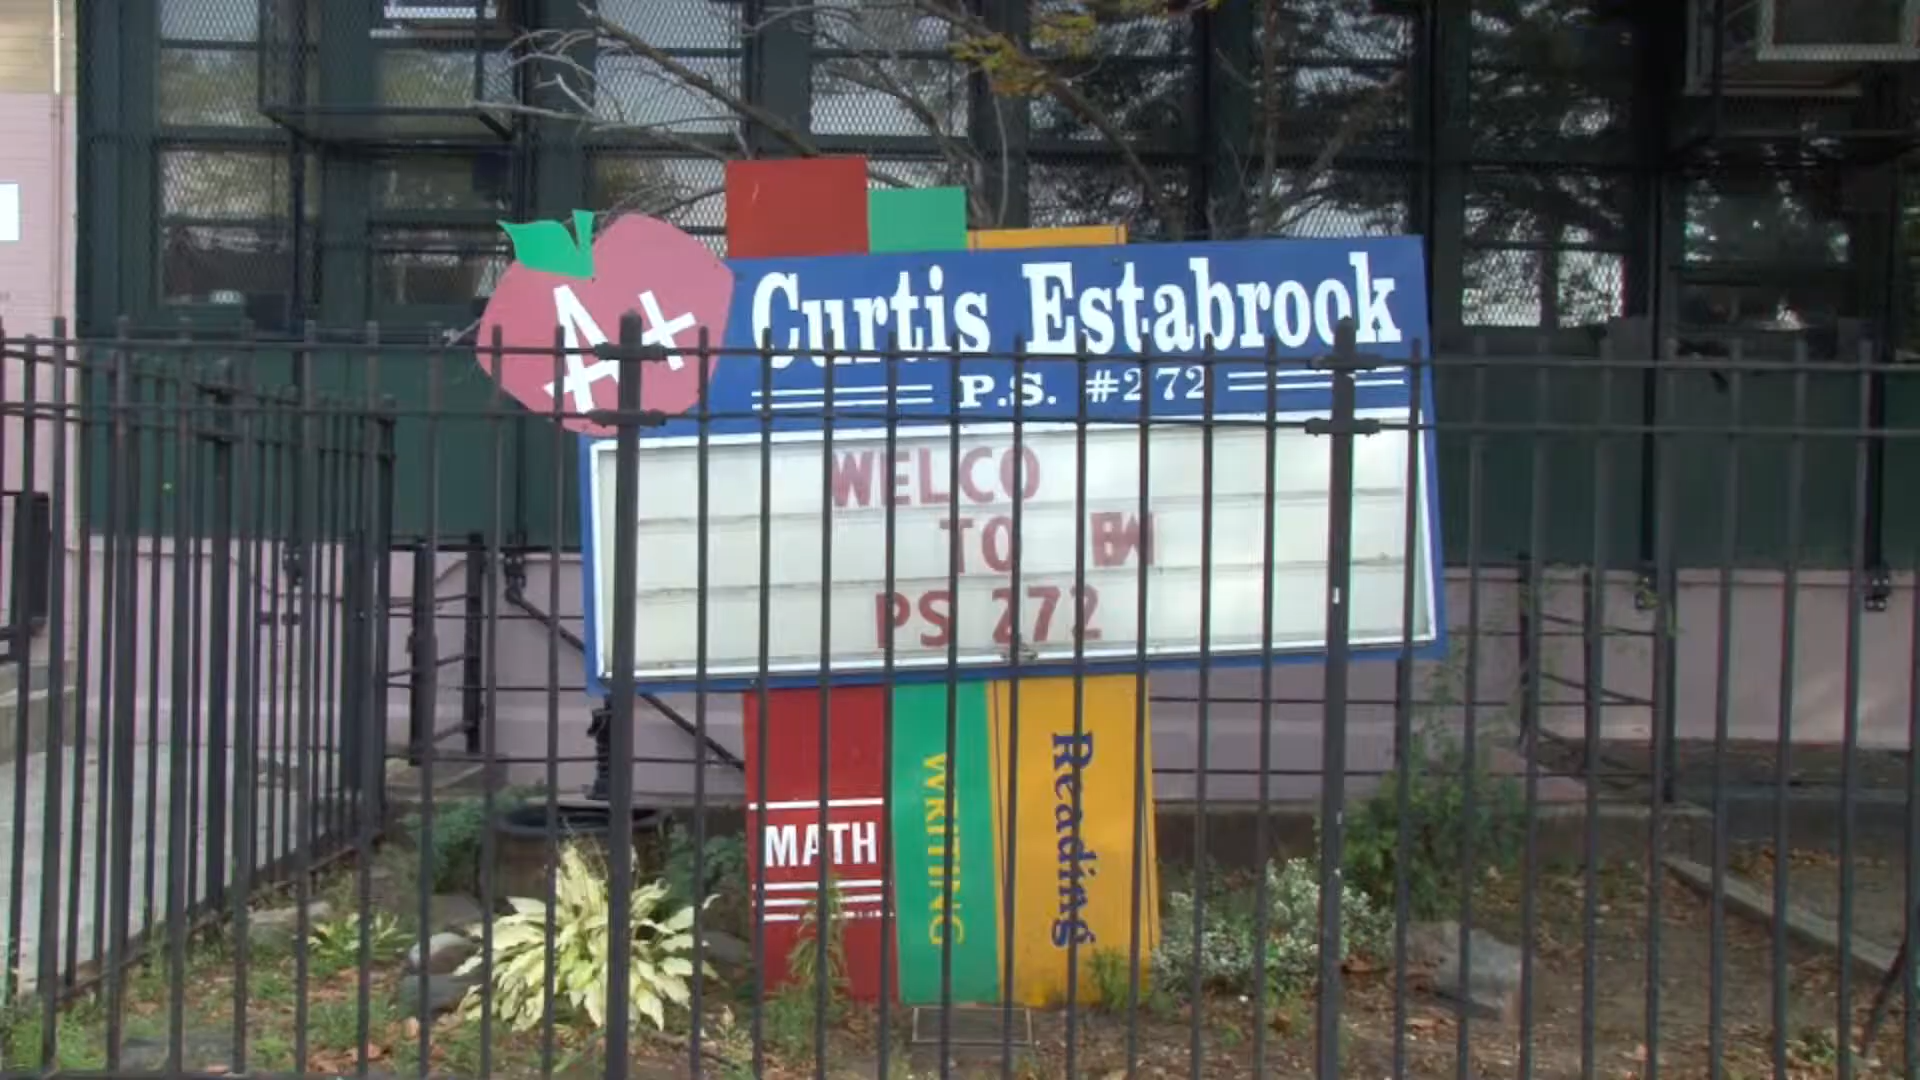 A+
Curtis Estabrook
P.S. #272
WELCO
TO
PS 272
MATH
WRITING
Reading